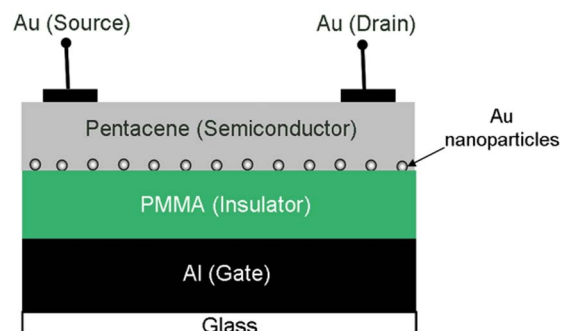 Au (Source)
Au (Drain)
Pentacene (Semiconductor)
Au
nanoparticles
PMMA (Insulator)
Al (Gate)
Glass